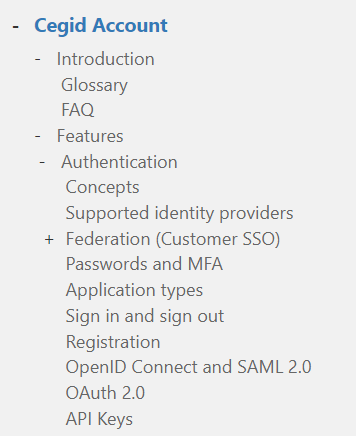 - Cegid Account
- Introduction
Glossary
FAQ
- Features
- Authentication
Concepts
Supported identity providers
+ Federation (Customer SSO)
Passwords and MFA
Application types
Sign in and sign out
Registration
OpenID Connect and SAML 2.0
OAuth 2.0
API Keys